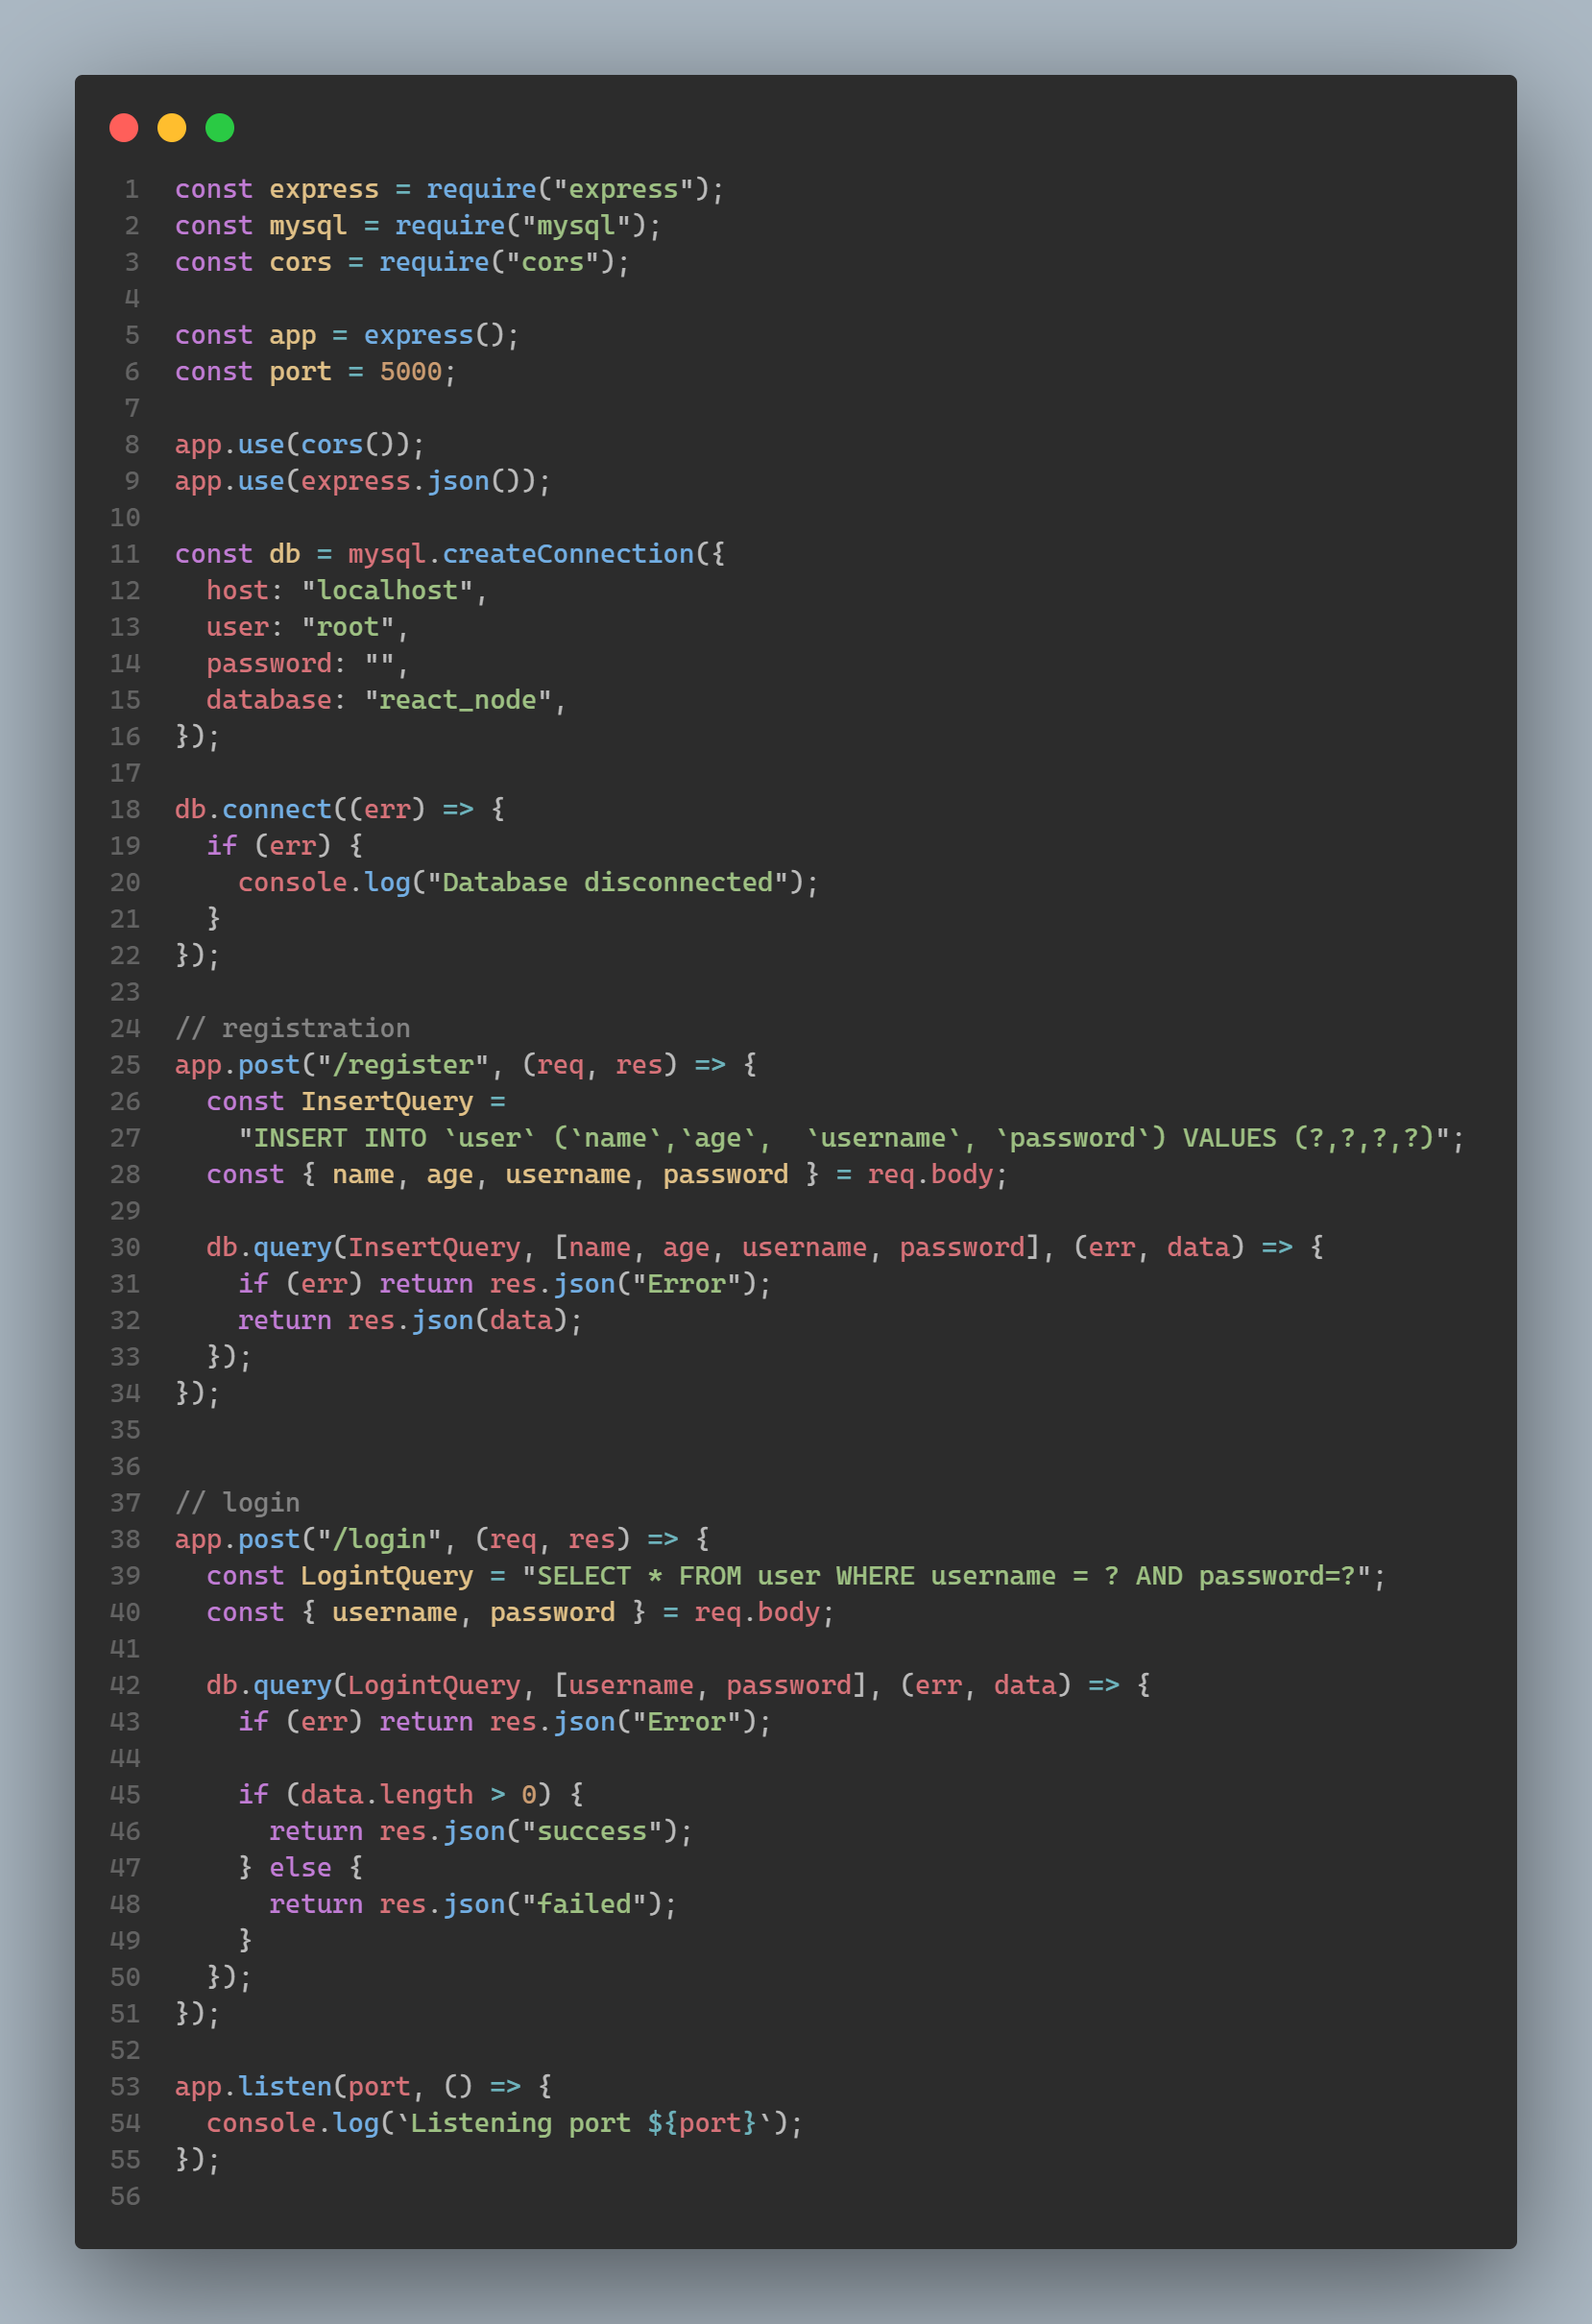 1 const express = require("express");
2 const mysql = require("mysql");
3 const cors = require("cors");
4
5 const app = express();
6 const port = 5000;
7
8 app.use(cors());
9 app.use(express.json());
10
11 const db = mysql.createConnection({
12   host: "localhost",
13   user: "root",
14   password: "",
15   database: "react_node",
16 });
17
18 db.connect((err) => {
19   if (err) {
20     console.log("Database disconnected");
21   }
22 });
23
24 // registration
25 app.post("/register", (req, res) => {
26   const InsertQuery =
27     "INSERT INTO `user` (`name`,`age`,  `username`, `password`) VALUES (?,?,?,?)";
28   const { name, age, username, password } = req.body;
29
30   db.query(InsertQuery, [name, age, username, password], (err, data) => {
31     if (err) return res.json("Error");
32     return res.json(data);
33   });
34 });
35
36
37 // login
38 app.post("/login", (req, res) => {
39   const LogintQuery = "SELECT * FROM user WHERE username = ? AND password=?";
40   const { username, password } = req.body;
41
42   db.query(LogintQuery, [username, password], (err, data) => {
43     if (err) return res.json("Error");
44
45     if (data.length > 0) {
46       return res.json("success");
47     } else {
48       return res.json("failed");
49     }
50   });
51 });
52
53 app.listen(port, () => {
54   console.log(`Listening port ${port}`);
55 });
56